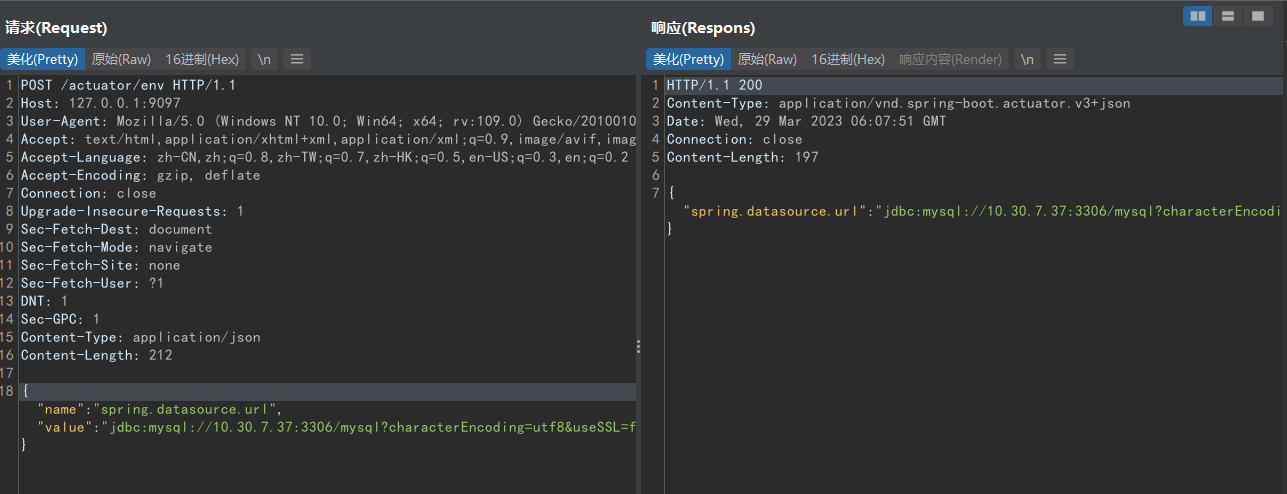 请求(Request)
美化(Pretty) 原始(Raw) 16进制(Hex) \n
1 POST /actuator/env HTTP/1.1
2 Host: 127.0.0.1:9097
3 User-Agent: Mozilla/5.0 (Windows NT 10.0; Win64; x64; rv:109.0) Gecko/2010010
4 Accept: text/html,application/xhtml+xml,application/xml;q=0.9,image/avif,imag
5 Accept-Language: zh-CN,zh;q=0.8,zh-TW;q=0.7,zh-HK;q=0.5,en-US;q=0.3,en;q=0.2
6 Accept-Encoding: gzip, deflate
7 Connection: close
8 Upgrade-Insecure-Requests: 1
9 Sec-Fetch-Dest: document
10 Sec-Fetch-Mode: navigate
11 Sec-Fetch-Site: none
12 Sec-Fetch-User: ?1
13 DNT: 1
14 Sec-GPC: 1
15 Content-Type: application/json
16 Content-Length: 212
17
18 {
"name":"spring.datasource.url",
"value":"jdbc:mysql://10.30.7.37:3306/mysql?characterEncoding=utf8&useSSL=f
}
响应(Respons)
美化(Pretty) 原始(Raw) 16进制(Hex) 响应内容(Render) \n
1 HTTP/1.1 200
2 Content-Type: application/vnd.spring-boot.actuator.v3+json
3 Date: Wed, 29 Mar 2023 06:07:51 GMT
4 Connection: close
5 Content-Length: 197
6
7 {
"spring.datasource.url":"jdbc:mysql://10.30.7.37:3306/mysql?characterEncodi
}